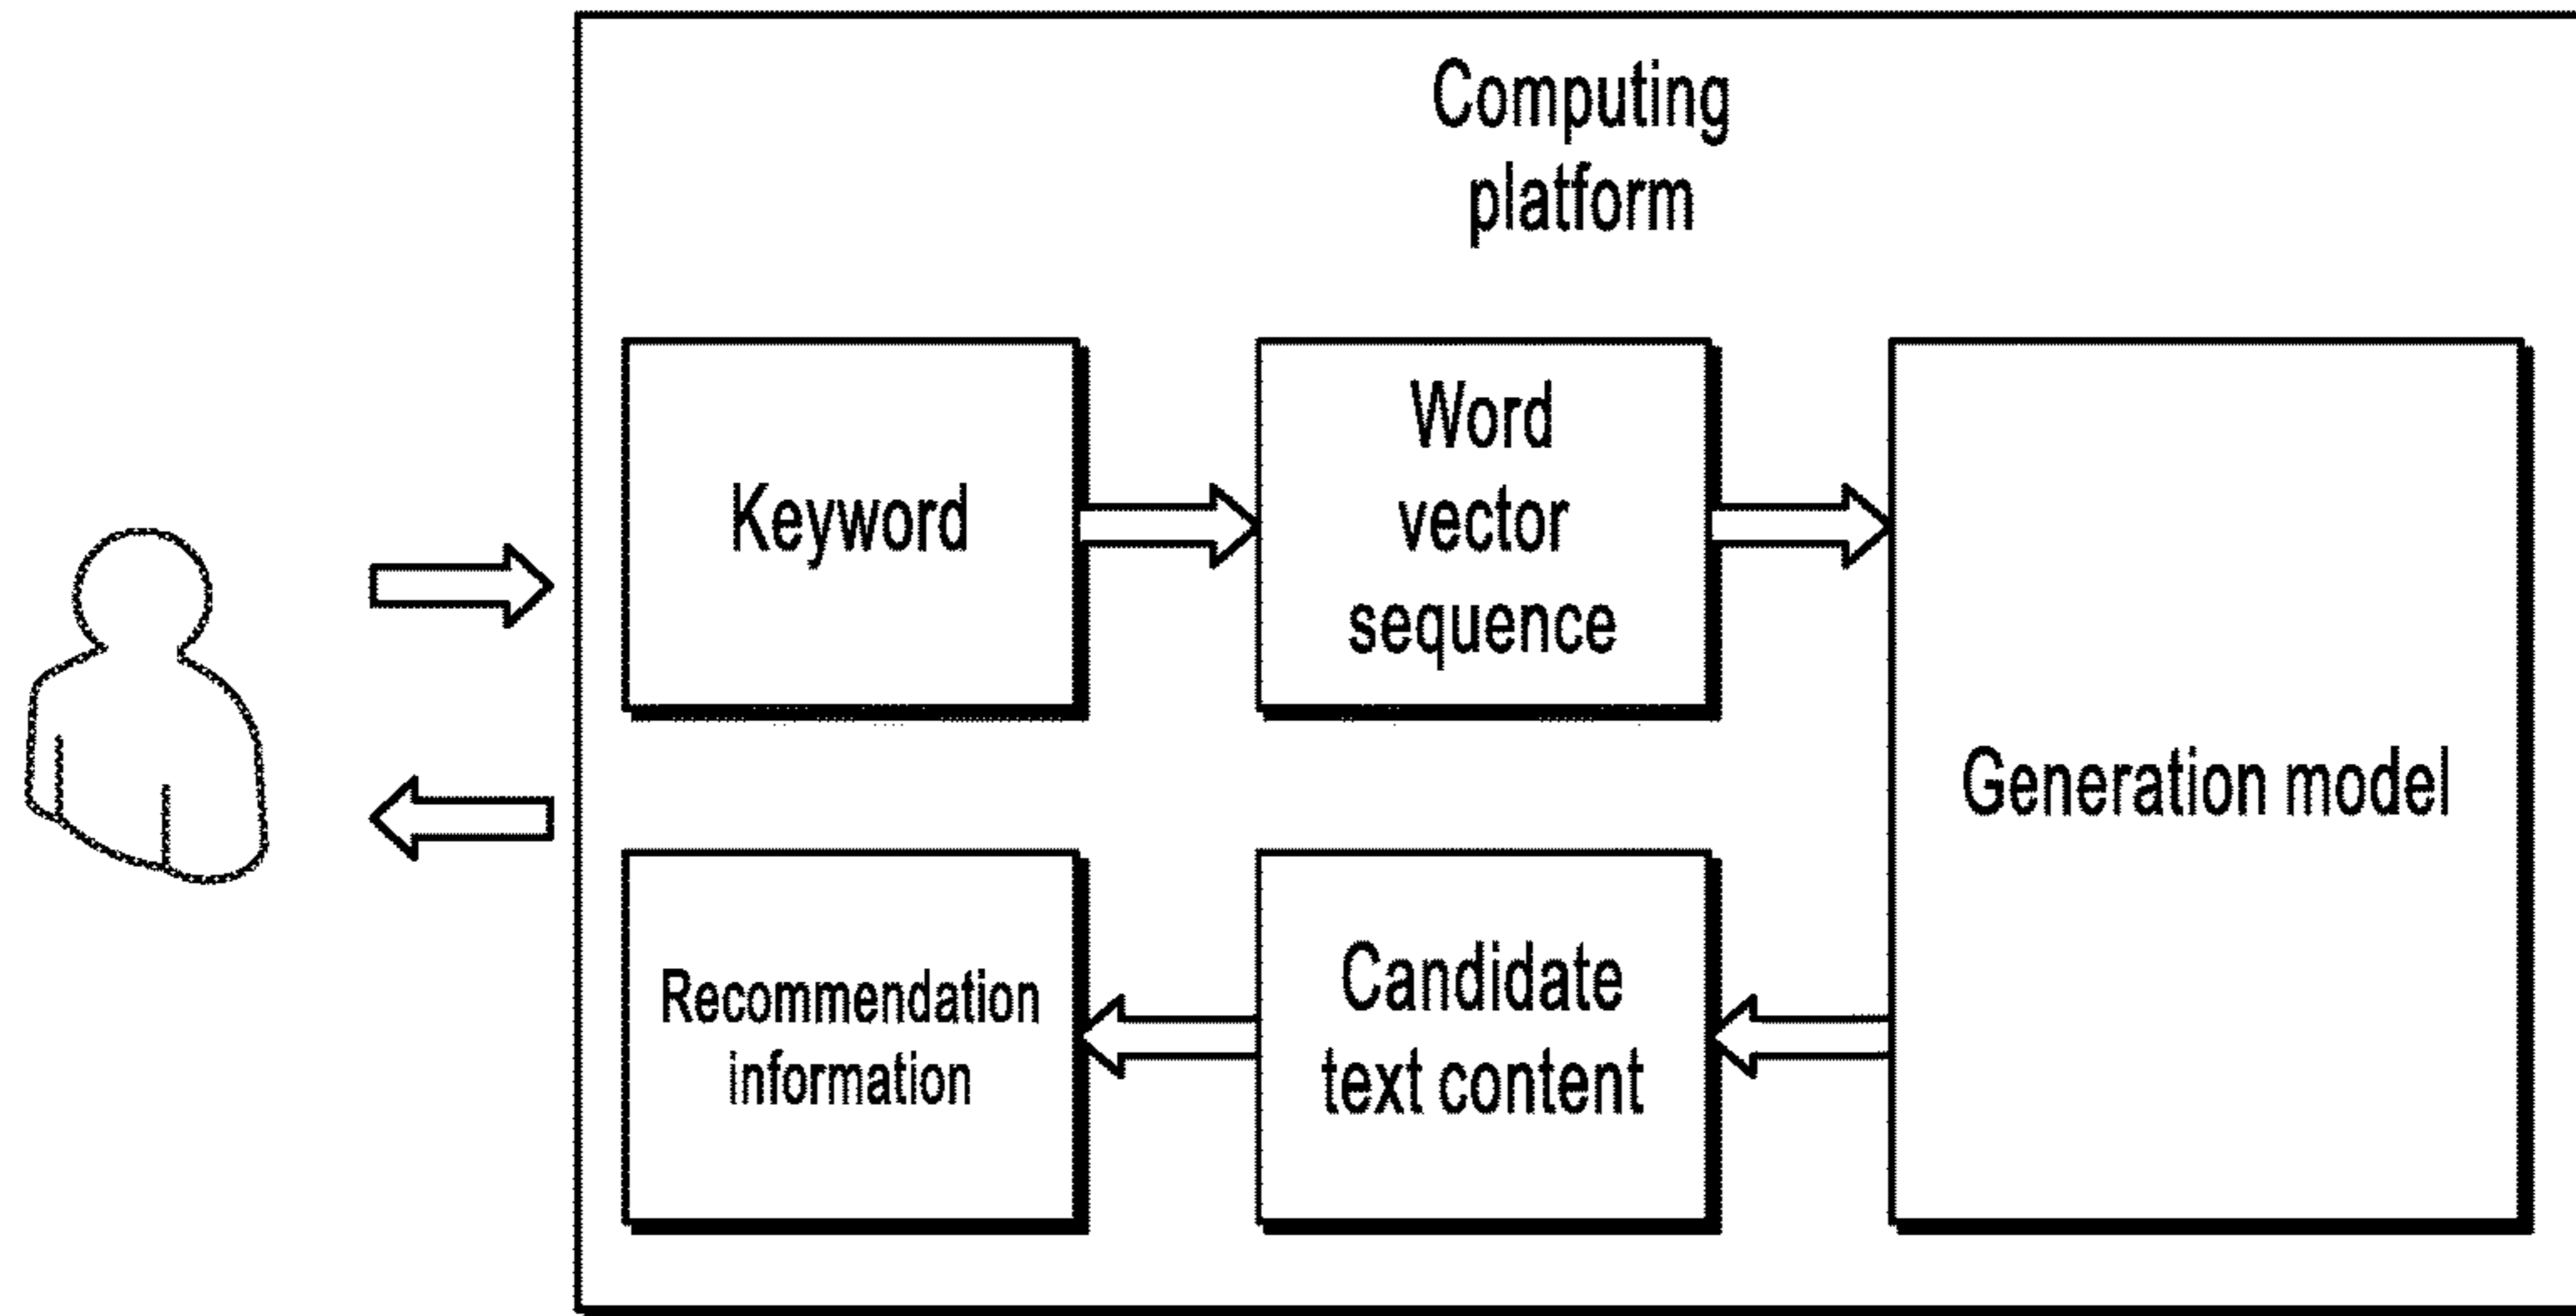 Computing
platform
Keyword
Word
vector
sequence
Generation model
Recommendation
information
Candidate
text content